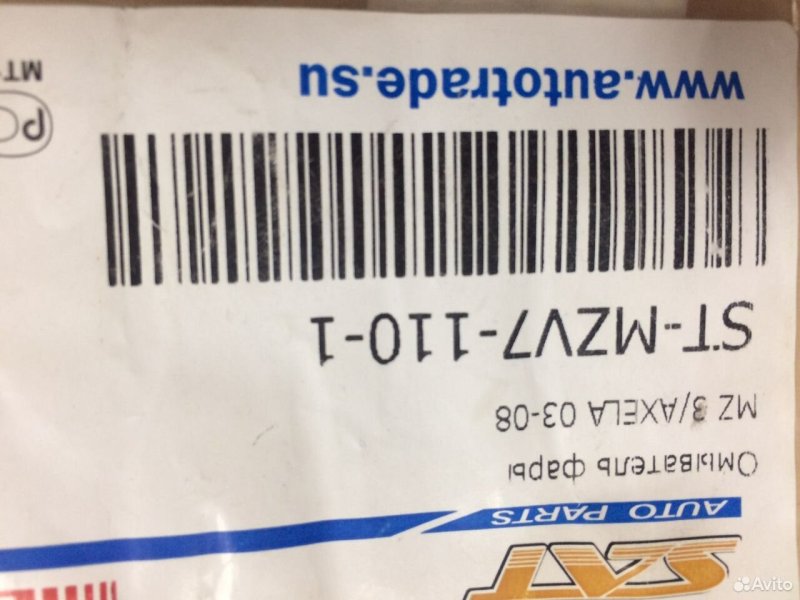 SAT
AUTO PARTS
Омыватель фары
MZ 3/AXELA 03-08
ST-MZV7-110-1
www.autotrade.su
Avito